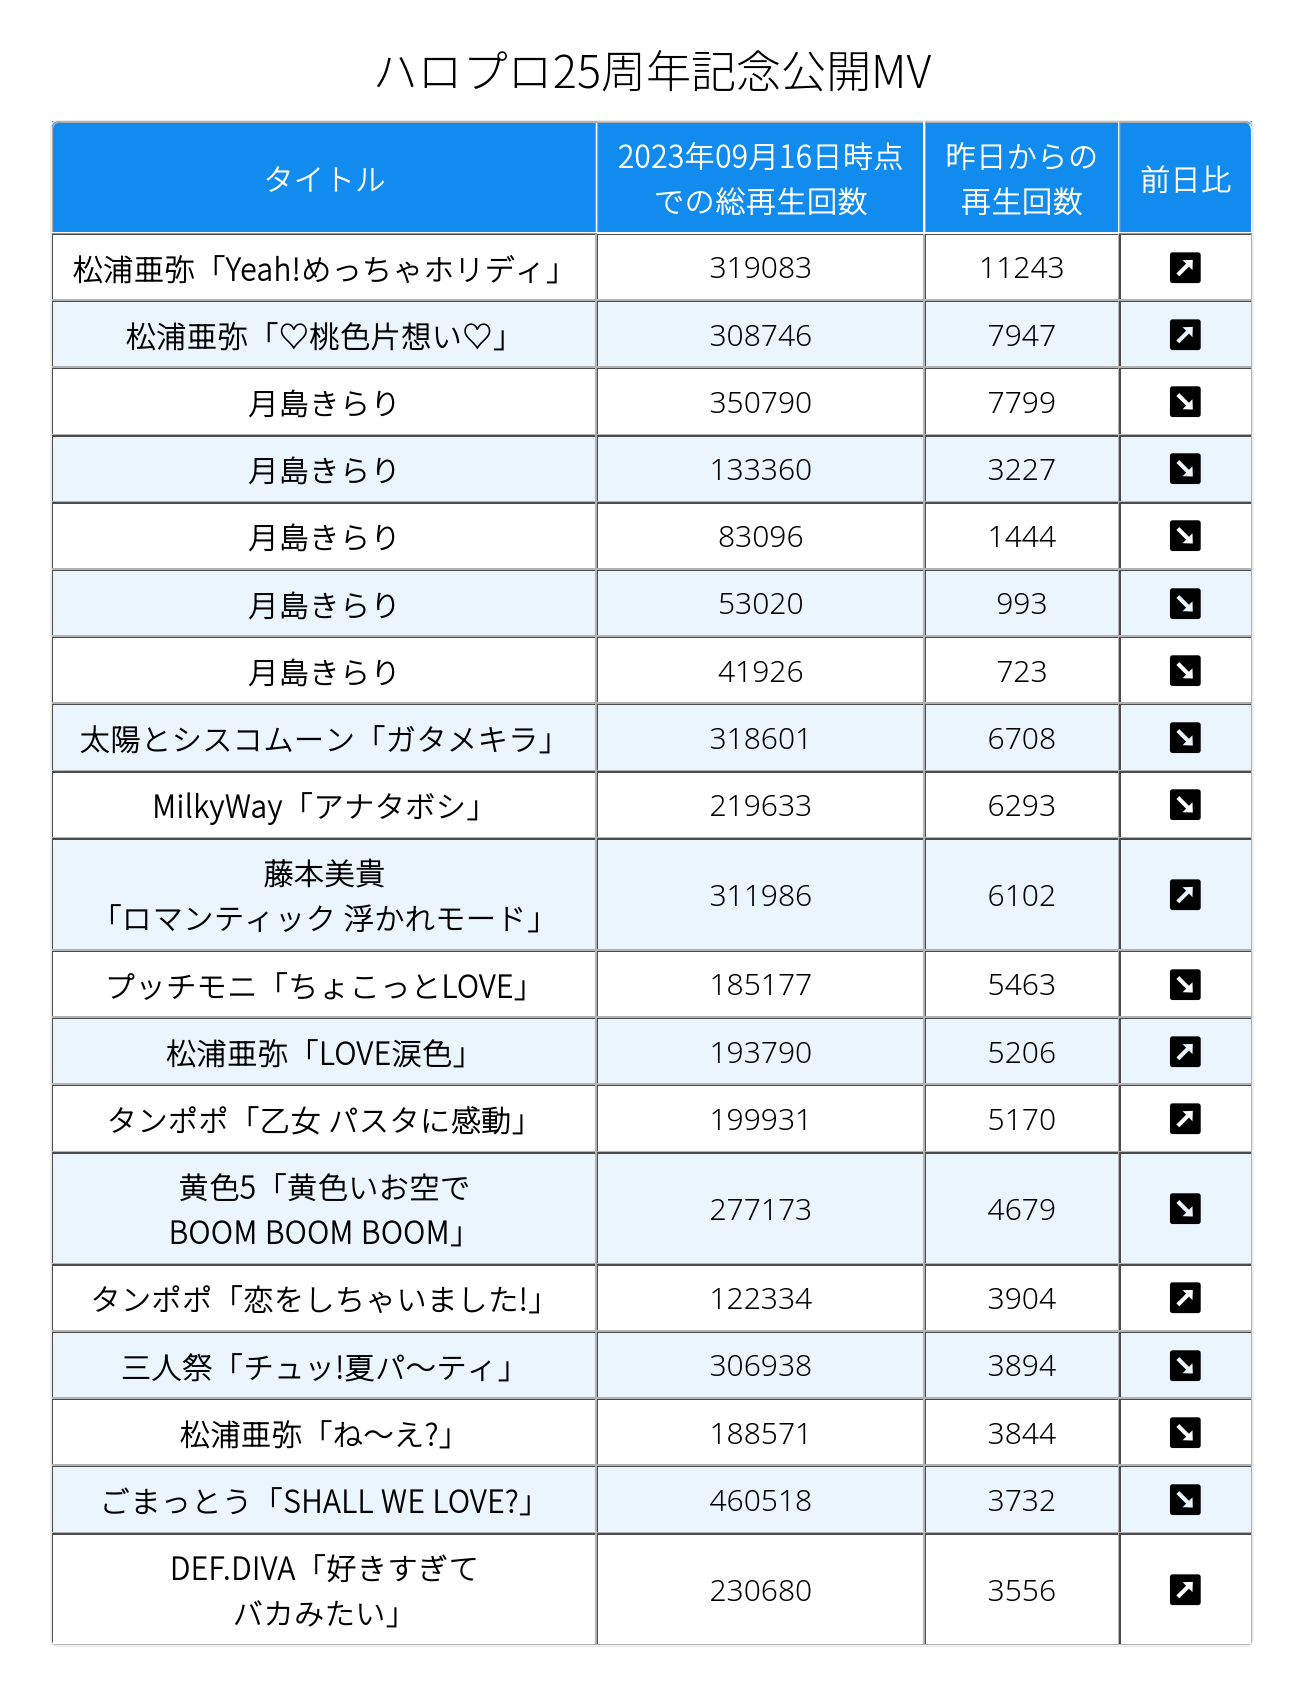 ハロプロ25周年記念公開MV
タイトル
2023年09月16日時点
での総再生回数
昨日からの
再生回数
前日比
松浦亜弥「Yeah!めっちゃホリディ」 319083 11243 ↗
松浦亜弥「♡桃色片想い♡」 308746 7947 ↗
月島きらり 350790 7799 ↘
月島きらり 133360 3227 ↘
月島きらり 83096 1444 ↘
月島きらり 53020 993 ↘
月島きらり 41926 723 ↘
太陽とシスコムーン「ガタメキラ」 318601 6708 ↘
MilkyWay「アナタボシ」 219633 6293 ↘
藤本美貴
「ロマンティック 浮かれモード」 311986 6102 ↗
プッチモニ「ちょこっとLOVE」 185177 5463 ↘
松浦亜弥「LOVE涙色」 193790 5206 ↗
タンポポ「乙女 パスタに感動」 199931 5170 ↗
黄色5「黄色いお空で
BOOM BOOM BOOM」 277173 4679 ↘
タンポポ「恋をしちゃいました!」 122334 3904 ↗
三人祭「チュッ!夏パ〜ティ」 306938 3894 ↘
松浦亜弥「ね〜え?」 188571 3844 ↘
ごまっとう「SHALL WE LOVE?」 460518 3732 ↘
DEF.DIVA「好きすぎて
バカみたい」 230680 3556 ↗